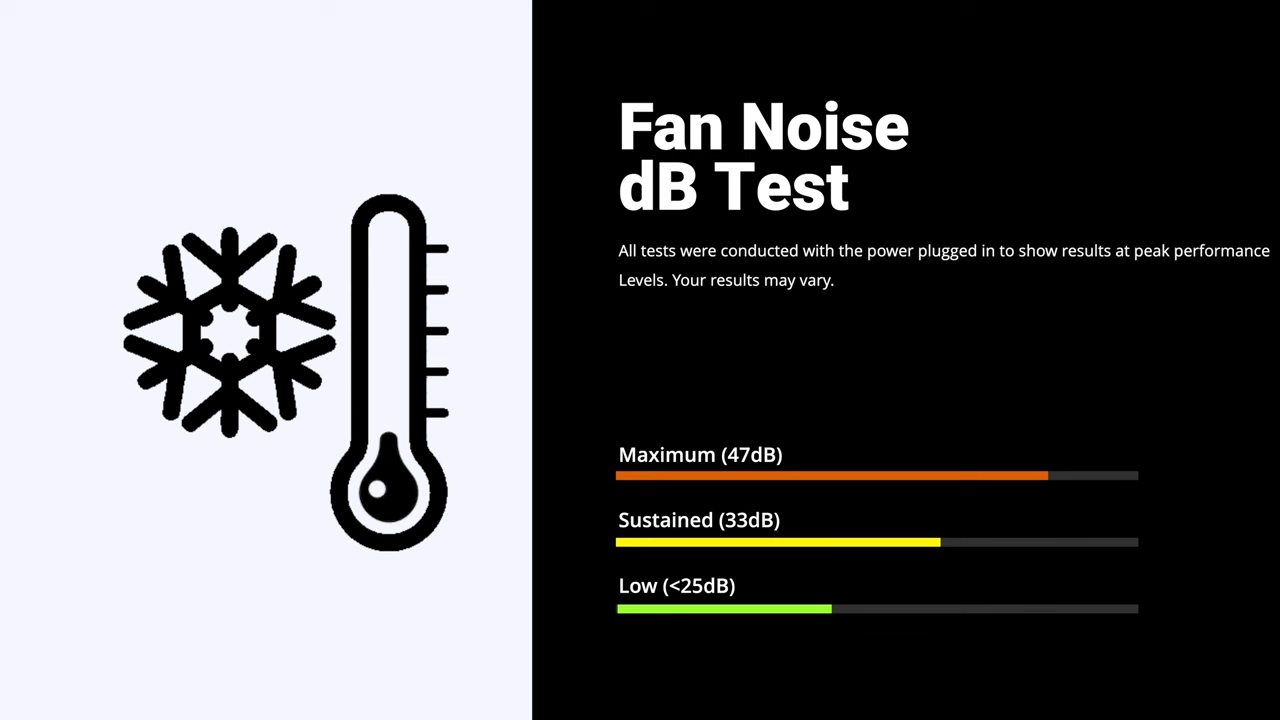 Fan Noise
dB Test
All tests were conducted with the power plugged in to show results at peak performance
Levels. Your results may vary.
Maximum (47dB)
Sustained (33dB)
Low (<25dB)